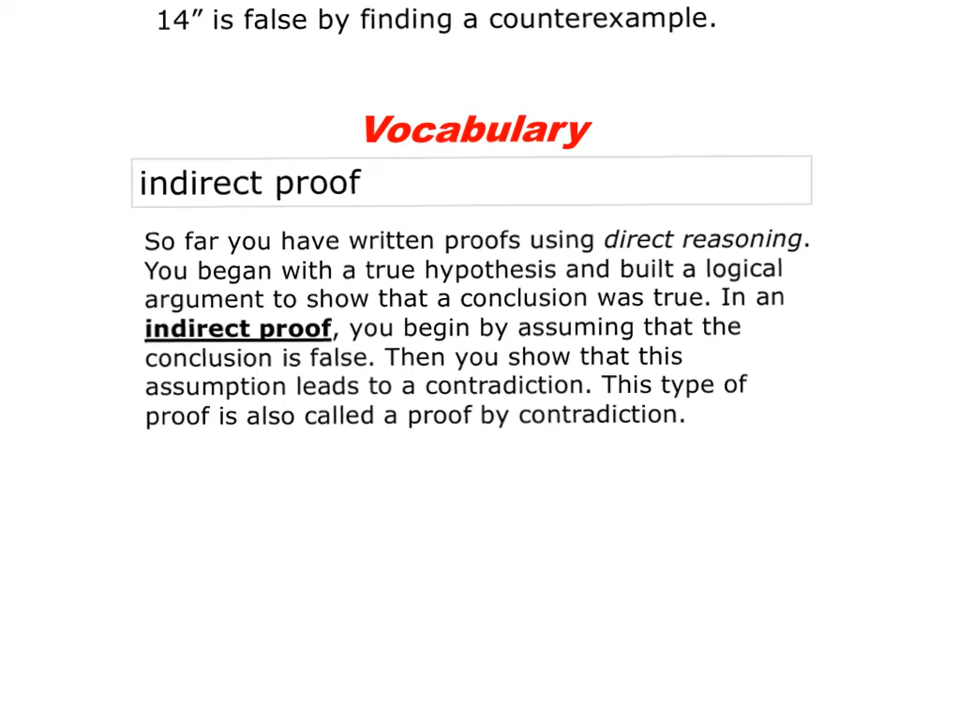 14” is false by finding a counterexample.
Vocabulary
indirect proof
So far you have written proofs using direct reasoning.
You began with a true hypothesis and built a logical
argument to show that a conclusion was true. In an
indirect proof, you begin by assuming that the
conclusion is false. Then you show that this
assumption leads to a contradiction. This type of
proof is also called a proof by contradiction.